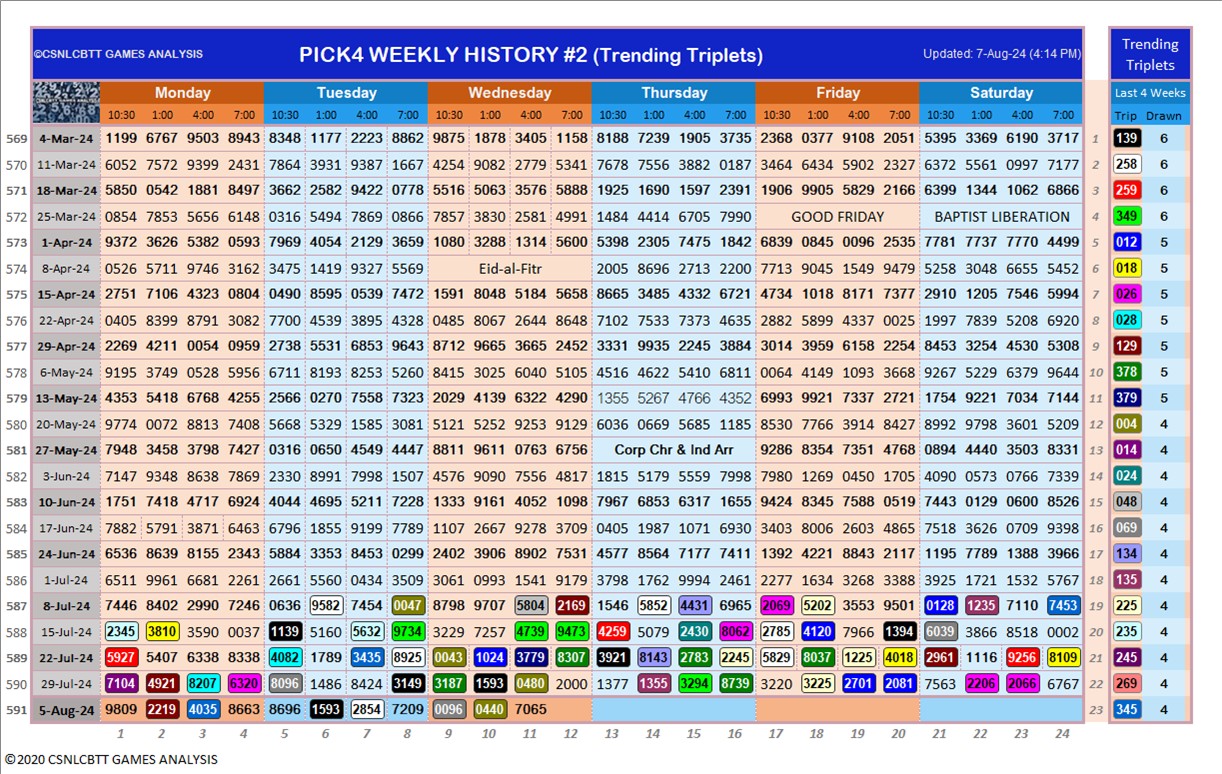 ©CSNLCBTT GAMES ANALYSIS PICK4 WEEKLY HISTORY #2 (Trending Triplets) Updated: 7-Aug-24 (4:14 PM) Trending Triplets
Monday Tuesday Wednesday Thursday Friday Saturday Last 4 Weeks
10:30 1:00 4:00 7:00 10:30 1:00 4:00 7:00 10:30 1:00 4:00 7:00 10:30 1:00 4:00 7:00 10:30 1:00 4:00 7:00 10:30 1:00 4:00 7:00 Trip Drawn
569 4-Mar-24 1199 6767 9503 8943 8348 1177 2223 8862 9875 1878 3405 1158 8188 7239 1905 3735 2368 0377 9108 2051 5395 3369 6190 3717 1 139 6
570 11-Mar-24 6052 7572 9399 2431 7864 3931 9387 1667 4254 9082 2779 5341 7678 7556 3882 0187 3464 6434 5902 2327 6372 5561 0997 7177 2 258 6
571 18-Mar-24 5850 0542 1881 8497 3662 2582 9422 0778 5516 5063 3576 5888 1925 1690 1597 2391 1906 9905 5829 2166 6399 1344 1062 6866 3 259 6
572 25-Mar-24 0854 7853 5656 6148 0316 5494 7869 0866 7857 3830 2581 4991 1484 4414 6705 7990 GOOD FRIDAY BAPTIST LIBERATION 4 349 6
573 1-Apr-24 9372 3626 5382 0593 7969 4054 2129 3659 1080 3288 1314 5600 5398 2305 7475 1842 6839 0845 0096 2535 7781 7737 7770 4499 5 012 5
574 8-Apr-24 0526 5711 9746 3162 3475 1419 9327 5569 Eid-al-Fitr 2005 8696 2713 2200 7713 9045 1549 9479 5258 3048 6655 5452 6 018 5
575 15-Apr-24 2751 7106 4323 0804 0490 8595 0539 7472 1591 8048 5184 5658 8665 3485 4332 6721 4734 1018 8171 7377 2910 1205 7546 5994 7 026 5
576 22-Apr-24 0405 8399 8791 3082 7700 4539 3895 4328 0485 8067 2644 8648 7102 7533 7373 4635 2882 5899 4337 0025 1997 7839 5208 6920 8 028 5
577 29-Apr-24 2269 4211 0054 0959 2738 5531 6853 9643 9712 9665 3665 2452 3331 9935 2245 3884 3014 3959 6158 2254 8453 3254 4530 5308 9 129 5
578 6-May-24 9195 3749 0528 5956 6711 8193 8253 5260 8415 3025 6040 5105 4516 4622 5410 6811 0064 4149 1093 3668 9267 5229 6379 9644 10 378 5
579 13-May-24 4353 5418 6768 4255 2566 0270 7558 7323 2029 4139 6322 4290 1355 5267 4766 4352 6993 9921 7337 2721 1754 9221 7034 7144 11 379 5
580 20-May-24 9774 0072 8813 7408 5668 5329 1585 3081 5121 5252 9253 9129 6036 0669 5685 1185 8530 7766 3914 8427 8992 9798 3601 5209 12 004 4
581 27-May-24 7948 3458 3798 7427 0316 0650 4549 4447 8811 9611 0763 6756 Corp Chr & Ind Arr 9286 8354 7351 4768 0894 4440 3503 8331 13 014 4
582 3-Jun-24 7147 9348 8638 7869 2330 8991 7998 1507 4576 9090 7556 4817 1815 5179 5559 7998 7980 1269 0456 1705 4090 0573 0766 7339 14 024 4
583 10-Jun-24 1751 7418 4717 6924 4044 4695 5211 7228 1333 9161 4052 1098 7967 6853 6317 1655 9424 8345 7588 0519 7443 0129 0600 8526 15 048 4
584 17-Jun-24 7882 5791 3871 6463 6796 1855 9199 7789 1107 2667 9278 3709 0405 1987 1071 6930 3403 8006 2603 4865 7518 3626 0709 9398 16 069 4
585 24-Jun-24 6536 8639 8155 2343 5884 3353 8453 0299 2402 3906 8902 7531 4577 8564 7177 7411 1392 4221 8843 2117 1195 7789 1388 3966 17 134 4
586 1-Jul-24 6511 9961 6681 2261 2661 5560 0434 3509 3061 0993 1541 9179 3798 1762 9994 2461 2277 1634 3268 3388 3925 1721 1532 5767 18 135 4
587 8-Jul-24 7446 8402 2990 7246 0636 9582 7454 0047 8798 9707 5804 2169 1546 5852 4431 6965 2069 5202 3553 9501 0128 1235 7110 7453 19 225 4
588 15-Jul-24 2345 3810 3590 0037 1139 5160 5632 9734 3229 7257 4739 9473 4259 5079 2430 8062 2785 4120 7966 1394 6039 3866 8518 0002 20 235 4
589 22-Jul-24 5927 5407 6338 8338 4082 1789 3435 8925 0043 1024 3779 8307 3921 8143 2783 2245 5829 8037 1225 4018 2961 1116 9256 8109 21 245 4
590 29-Jul-24 7104 4921 8207 6320 8096 1486 8424 3149 3187 1593 0480 2000 1377 1355 3294 8739 3220 3225 2701 2081 7563 2206 2066 6767 22 269 4
591 5-Aug-24 9809 2219 4035 8663 8696 1593 2854 7209 0096 0440 7065 23 345 4
1 2 3 4 5 6 7 8 9 10 11 12 13 14 15 16 17 18 19 20 21 22 23 24
©2020 CSNLCBTT GAMES ANALYSIS